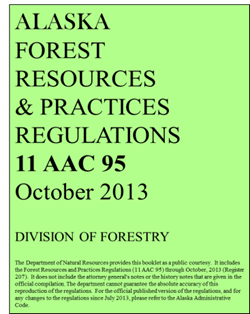 ALASKA
FOREST
RESOURCES
& PRACTICES
REGULATIONS
11 AAC 95
October 2013
DIVISION OF FORESTRY
The Department of Natural Resources provides this booklet as a public courtesy. It includes
the Forest Resources and Practices Regulations (11 AAC 95) through October, 2013 (Register
207). It does not include the attorney general's notes or the history notes that are given in the
official compilation. The department cannot guarantee the absolute accuracy of this
reproduction of the regulations. For the official published version of the regulations, and for
any changes to the regulations since July 2013, please refer to the Alaska Administrative
Code.